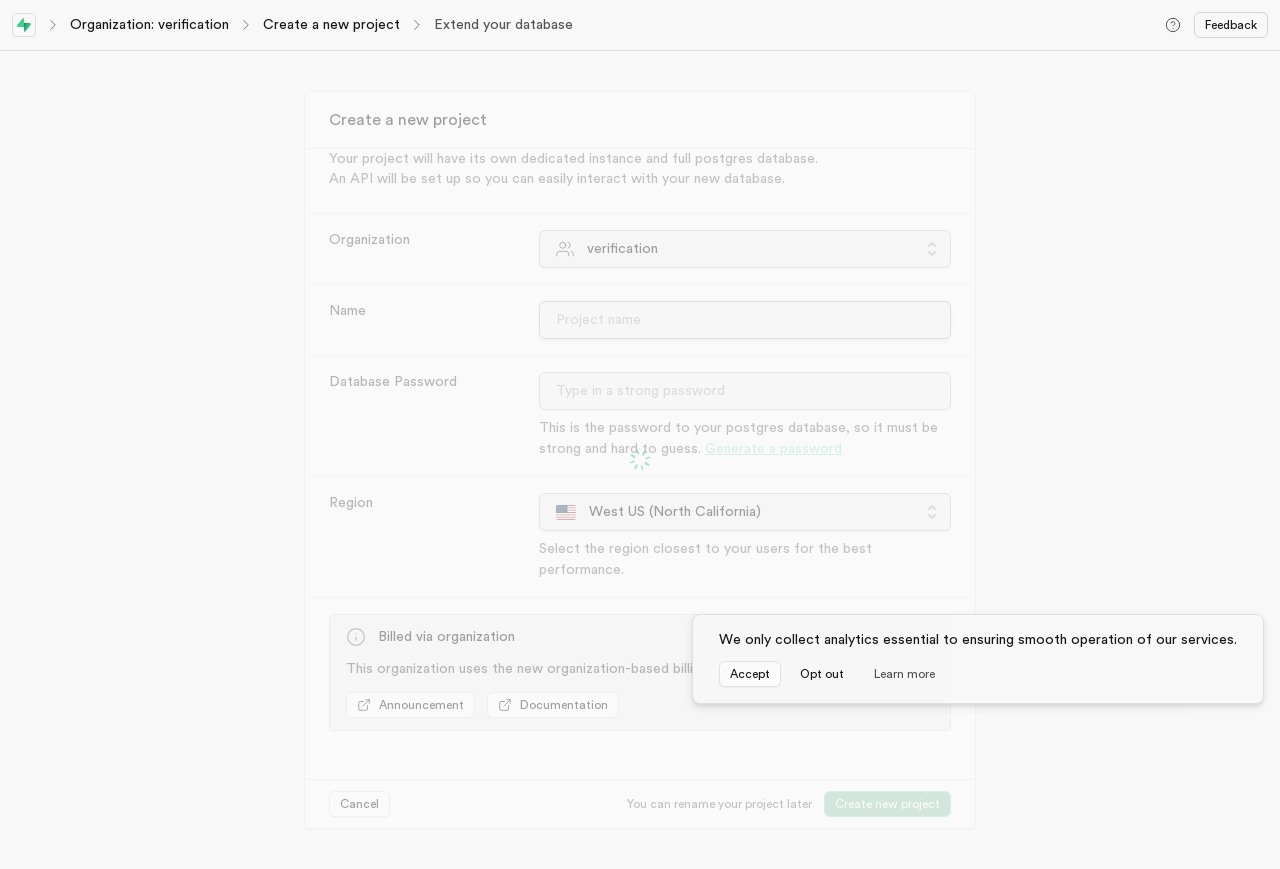 Organization: verification
Create a new project
Extend your database
Feedback
Create a new project
Your project will have its own dedicated instance and full postgres database.
An API will be set up so you can easily interact with your new database.
Organization
verification
Name
Project name
Database Password
Type in a strong password
This is the password to your postgres database, so it must be
strong and hard to guess. Generate a password
Region
West US (North California)
Select the region closest to your users for the best
performance.
Billed via organization
This organization uses the new organization-based
Announcement
Documentation
We only collect analytics essential to ensuring smooth operation of our services.
Accept
Opt out
Learn more
Cancel
You can rename your project later
Create new project